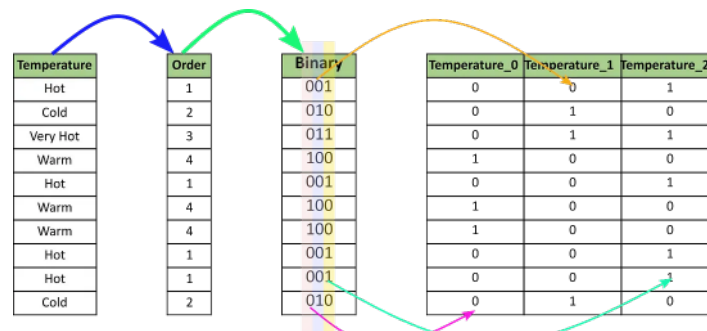 Temperature Order Binary Temperature_0 Temperature_1 Temperature_2
Hot 1 001 0 0 1
Cold 2 010 0 1 0
Very Hot 3 011 0 1 1
Warm 4 100 1 0 0
Hot 1 001 0 0 1
Warm 4 100 1 0 0
Warm 4 100 1 0 0
Hot 1 001 0 0 1
Hot 1 001 0 0 1
Cold 2 010 0 1 0